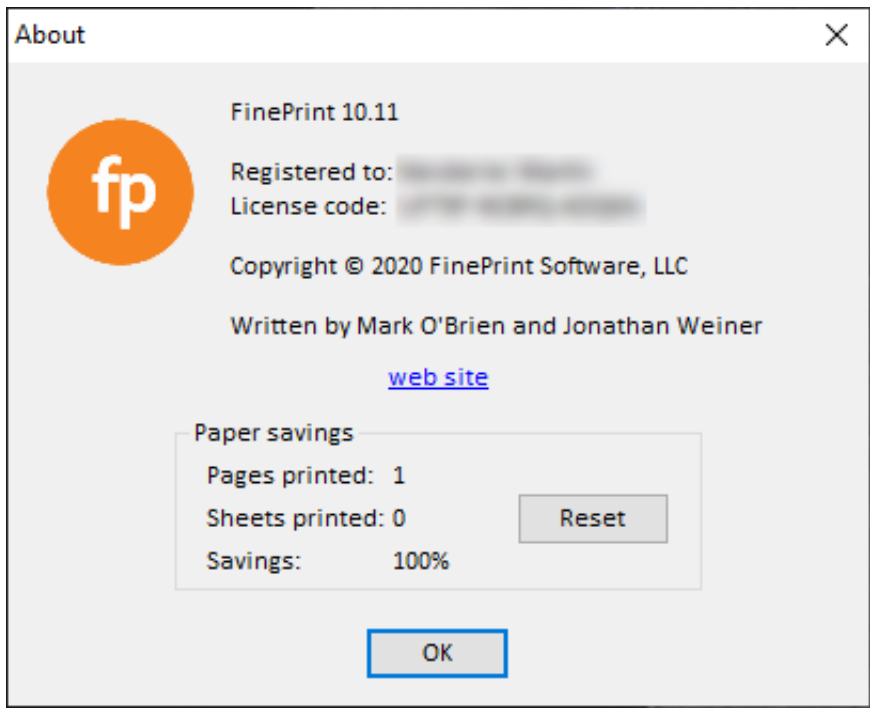 About
fp
FinePrint 10.11
Registered to:
License code:
Copyright © 2020 FinePrint Software, LLC
Written by Mark O'Brien and Jonathan Weiner
web site
Paper savings
Pages printed: 1
Sheets printed: 0
Reset
Savings: 100%
OK